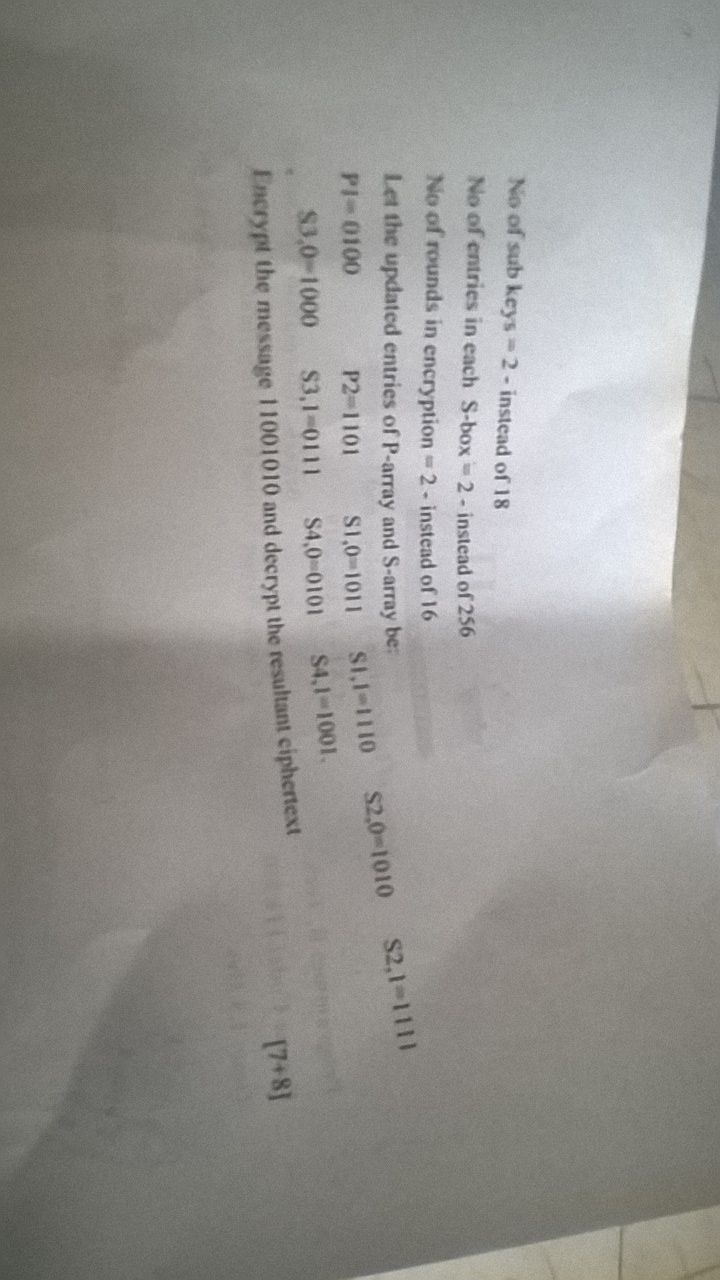 No of sub keys = 2 - instead of 18
No of entries in each S-box = 2 - instead of 256
No of rounds in encryption = 2 - instead of 16
Let the updated entries of P-array and S-array be:
P1= 0100 P2=1101 S1,0=1011 S1,1=1110 S2,0=1010 S2,1=1111
S3,0=1000 S3,1=0111 S4,0=0101 S4,1=1001.
Encrypt the message 11001010 and decrypt the resultant ciphertext [7+8]